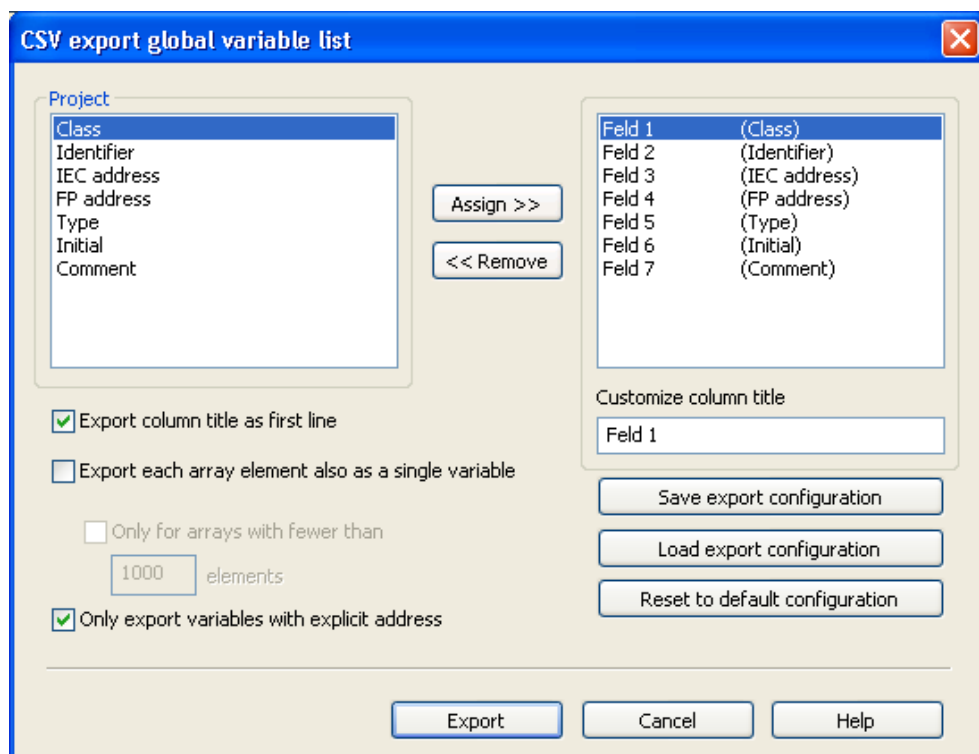 CSV export global variable list
Project
Class
Identifier
IEC address
FP address
Type
Initial
Comment
Assign >>
<< Remove
Feld 1 (Class)
Feld 2 (Identifier)
Feld 3 (IEC address)
Feld 4 (FP address)
Feld 5 (Type)
Feld 6 (Initial)
Feld 7 (Comment)
Customize column title
Feld 1
Export column title as first line
Export each array element also as a single variable
Only for arrays with fewer than
1000 elements
Only export variables with explicit address
Save export configuration
Load export configuration
Reset to default configuration
Export
Cancel
Help